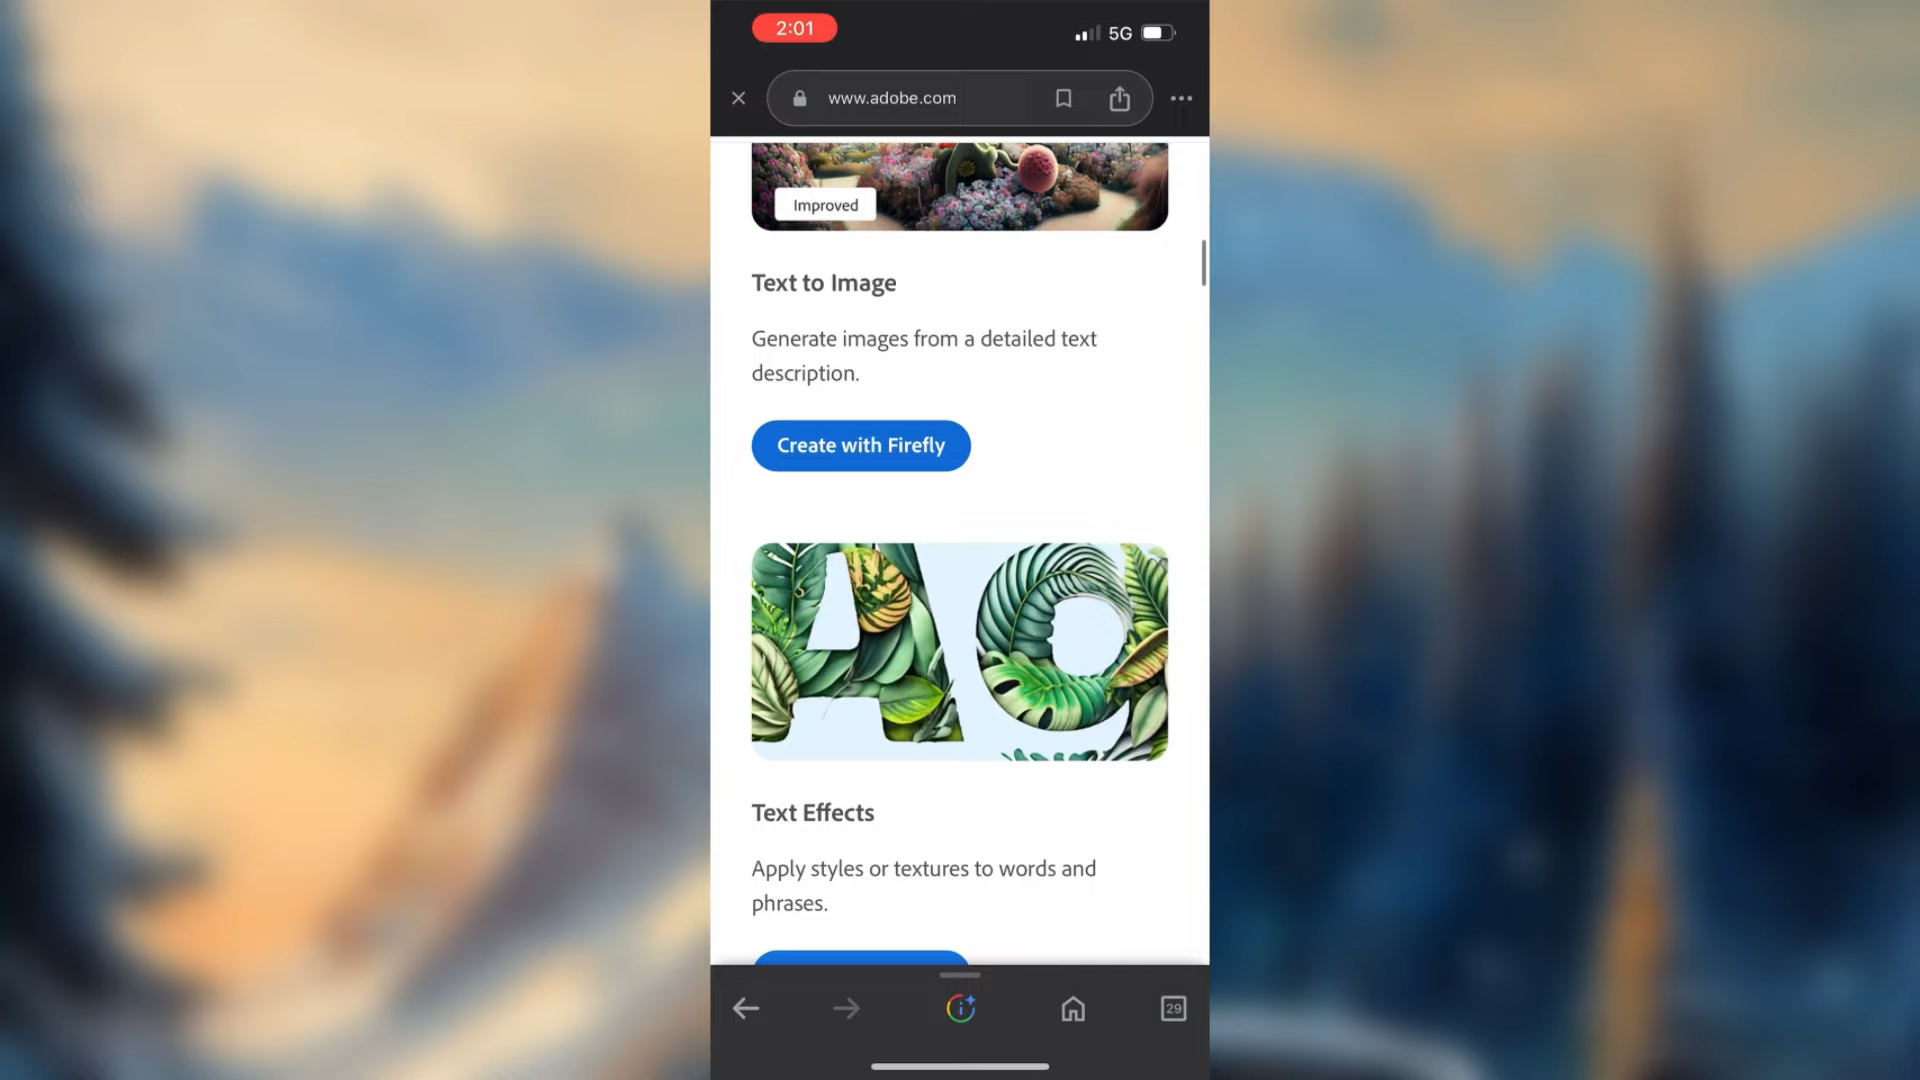 2:01
5G
www.adobe.com
Improved
Text to Image
Generate images from a detailed text
description.
Create with Firefly
AG
Text Effects
Apply styles or textures to words and
phrases.
29